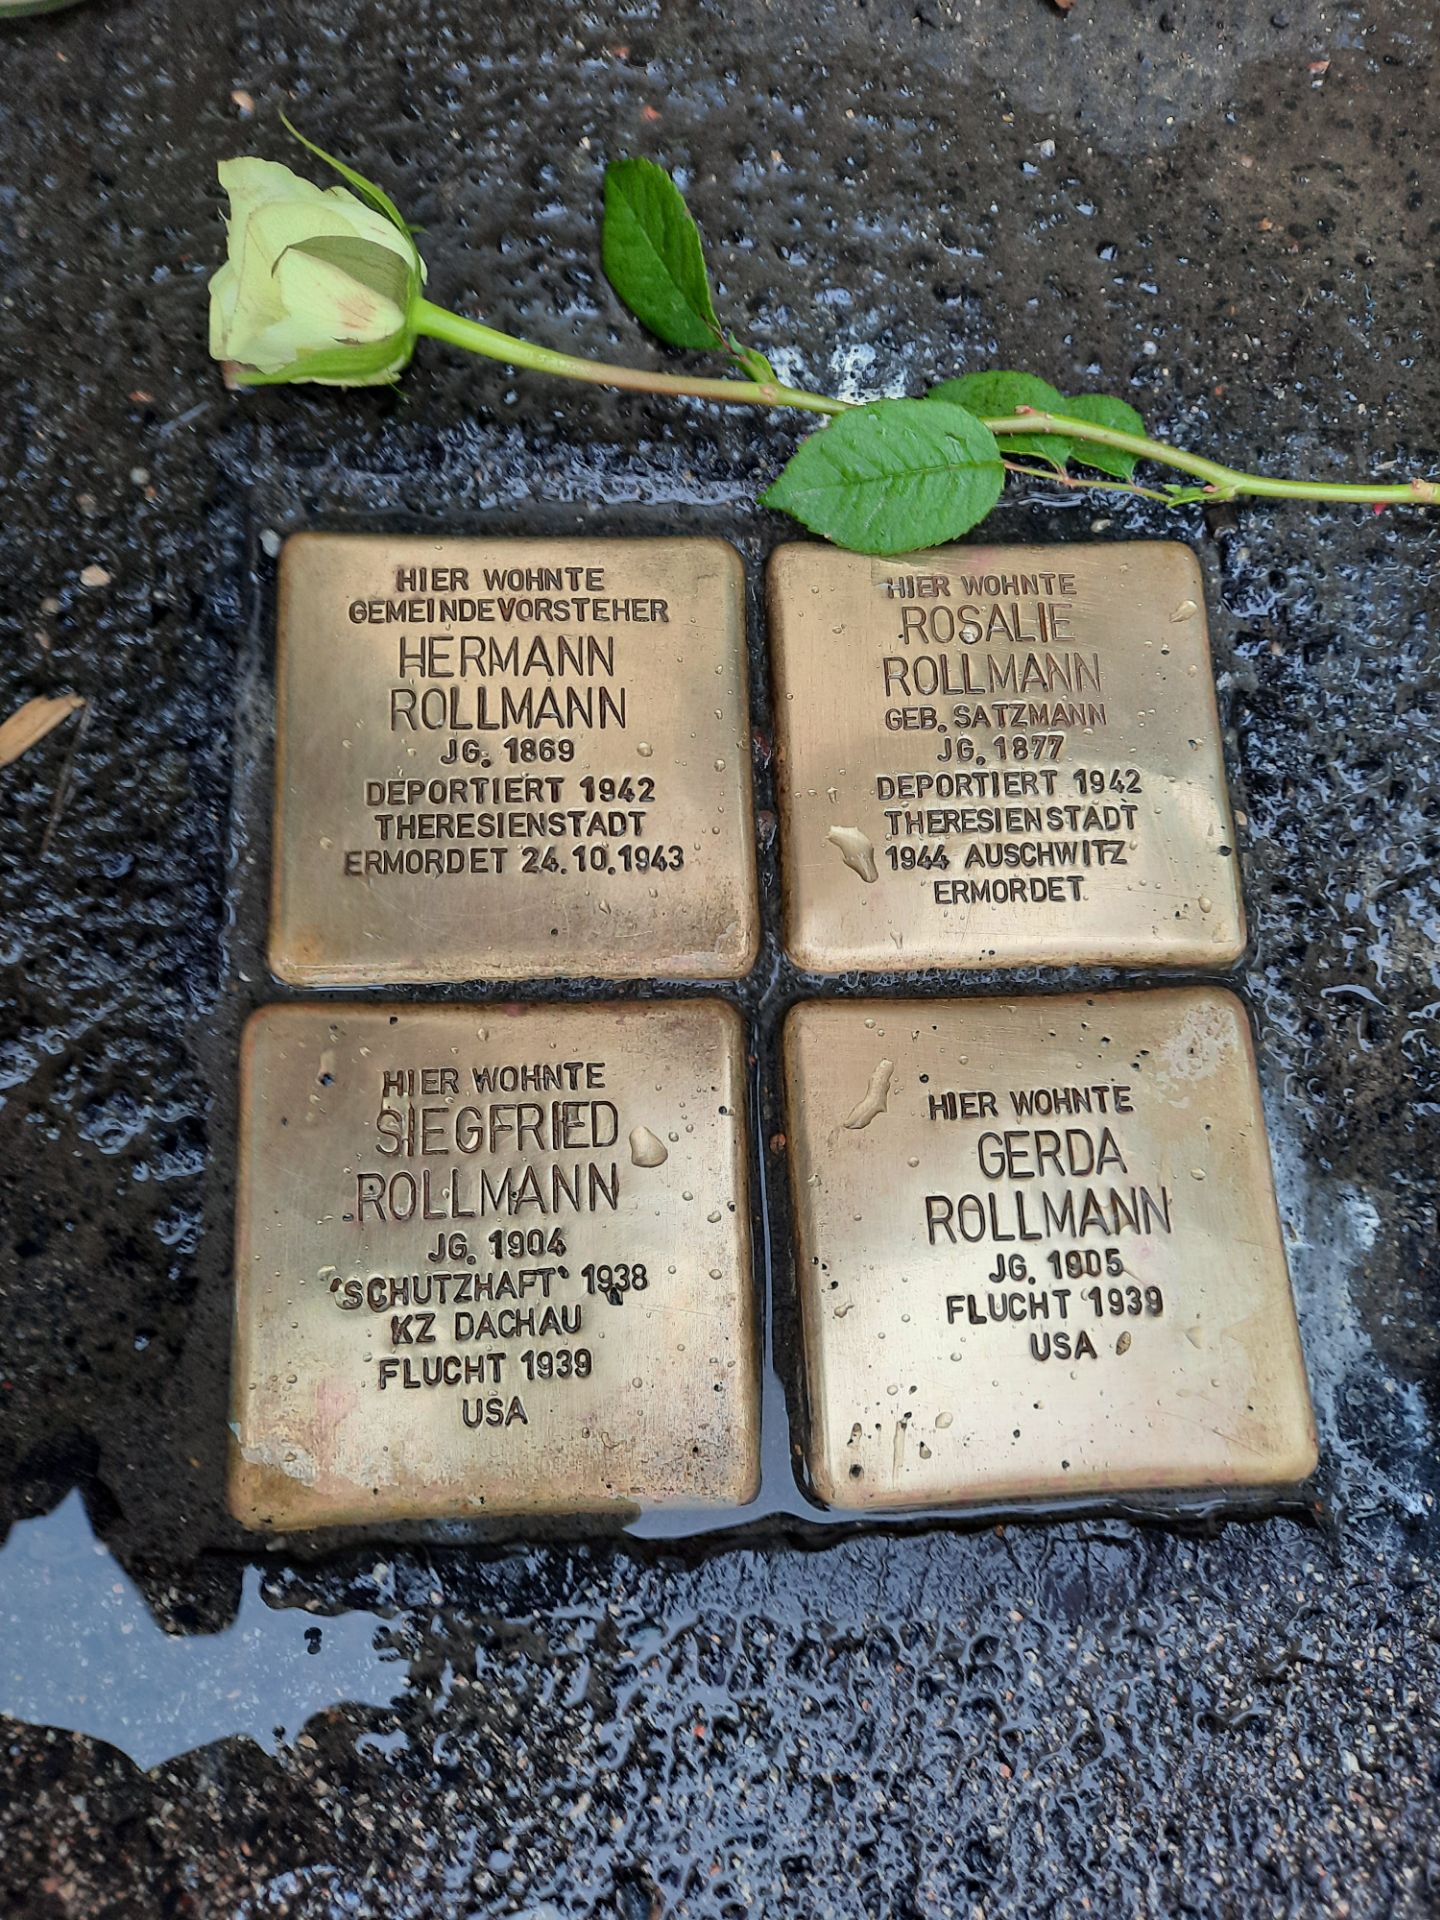 HIER WOHNTE
GEMEINDEVORSTEHER
HERMANN
ROLLMANN
JG. 1869
DEPORTIERT 1942
THERESIENSTADT
ERMORDET 24.10.1943
HIER WOHNTE
ROSALIE
ROLLMANN
GEB. SATZMANN
JG. 1877
DEPORTIERT 1942
THERESIENSTADT
1944 AUSCHWITZ
ERMORDET
HIER WOHNTE
SIEGFRIED
ROLLMANN
JG. 1904
'SCHUTZHAFT' 1938
KZ DACHAU
FLUCHT 1939
USA
HIER WOHNTE
GERDA
ROLLMANN
JG. 1905
FLUCHT 1939
USA